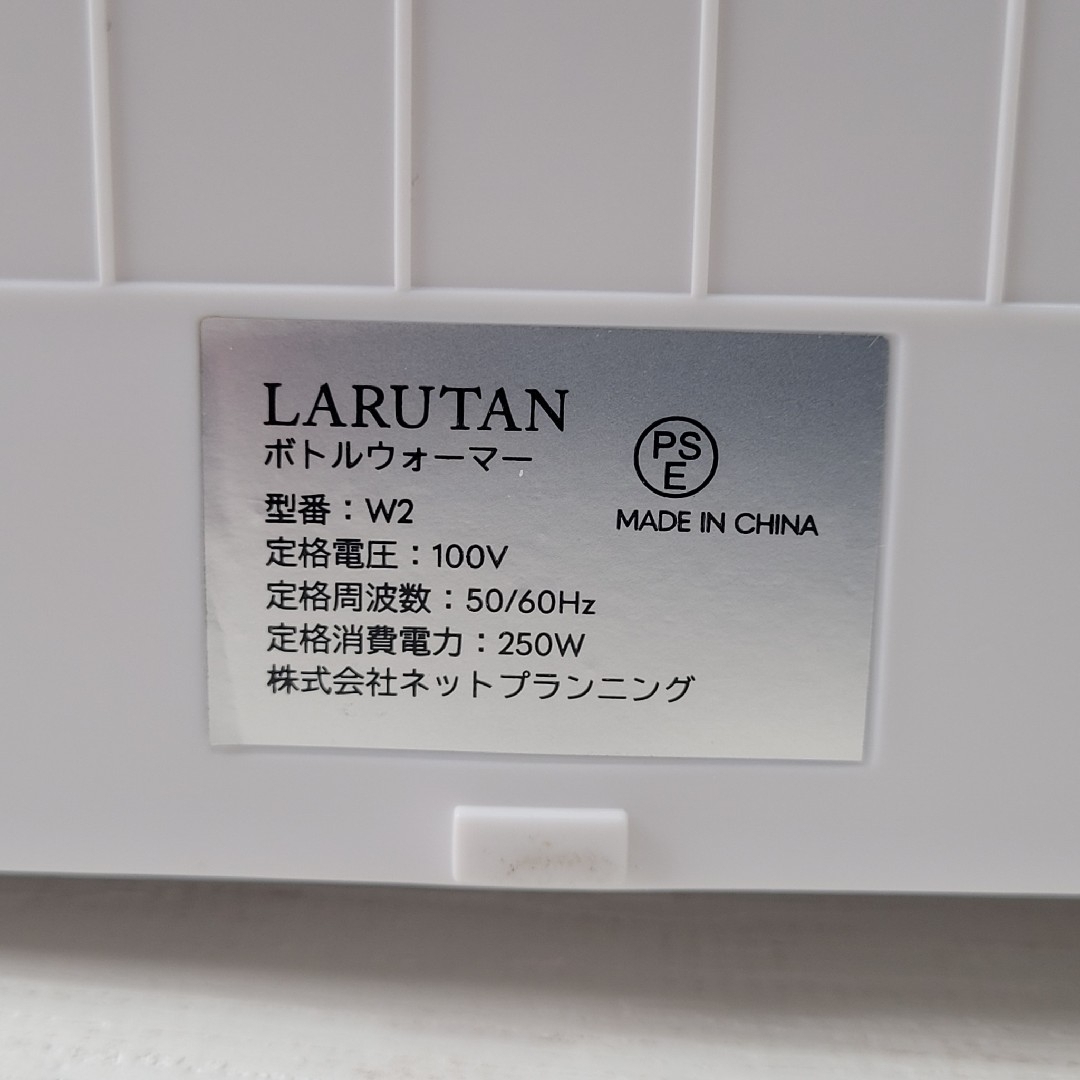 LARUTAN
ボトルウォーマー
型番：W2
定格電圧：100V
定格周波数：50/60Hz
定格消費電力：250W
株式会社ネットプランニング
PS
E
MADE IN CHINA